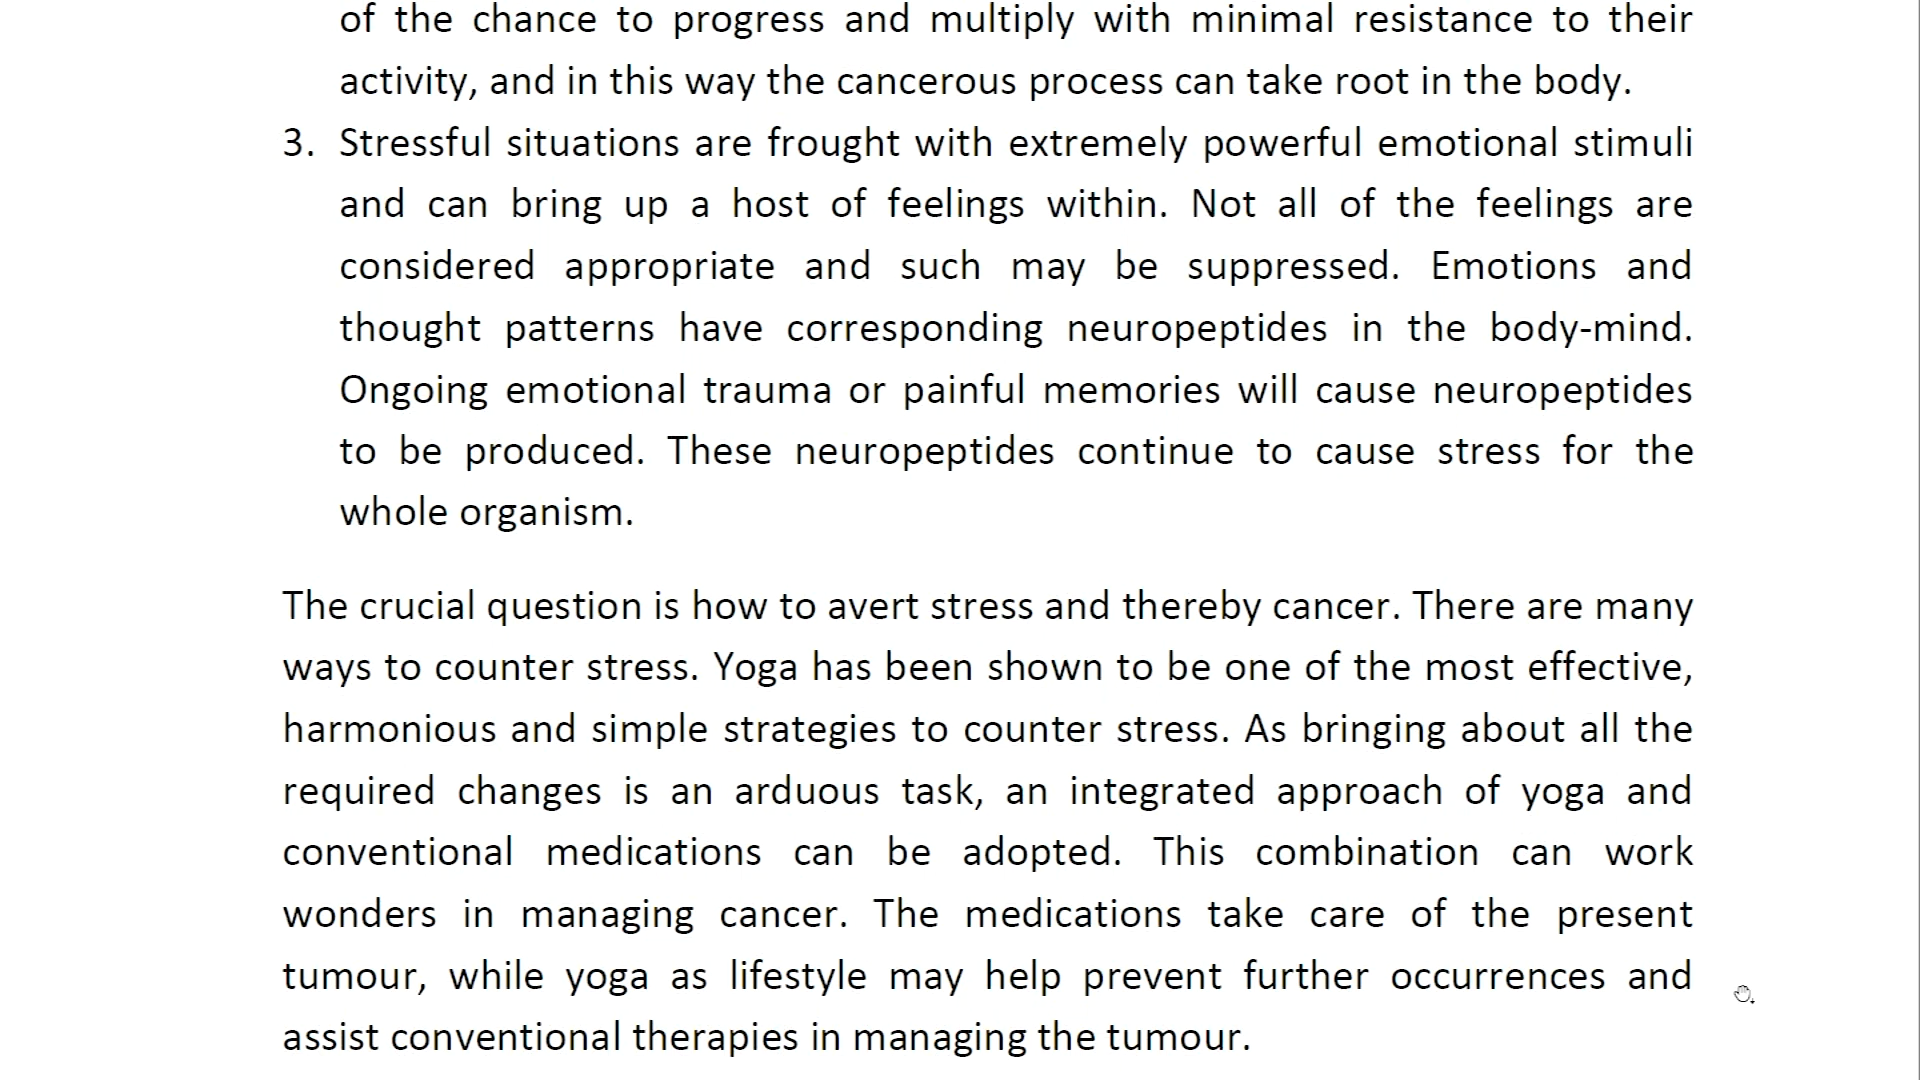 of the chance to progress and multiply with minimal resistance to their
activity, and in this way the cancerous process can take root in the body.
3. Stressful situations are frought with extremely powerful emotional stimuli
and can bring up a host of feelings within. Not all of the feelings are
considered appropriate and such may be suppressed. Emotions and
thought patterns have corresponding neuropeptides in the body-mind.
Ongoing emotional trauma or painful memories will cause neuropeptides
to be produced. These neuropeptides continue to cause stress for the
whole organism.
The crucial question is how to avert stress and thereby cancer. There are many
ways to counter stress. Yoga has been shown to be one of the most effective,
harmonious and simple strategies to counter stress. As bringing about all the
required changes is an arduous task, an integrated approach of yoga and
conventional medications can be adopted. This combination can work
wonders in managing cancer. The medications take care of the present
tumour, while yoga as lifestyle may help prevent further occurrences and
assist conventional therapies in managing the tumour.